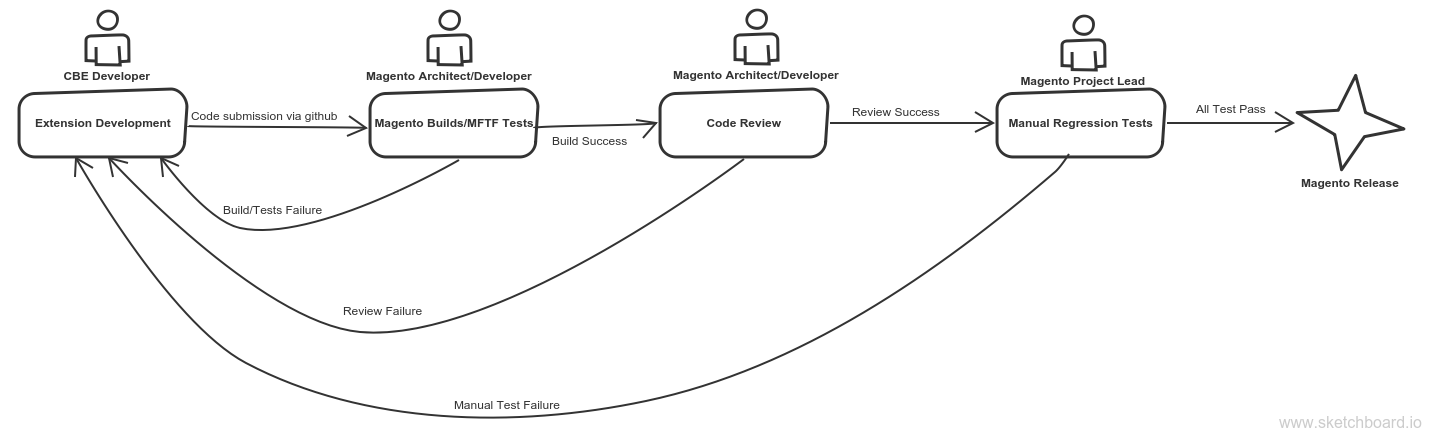 CBE Developer
Magento Architect/Developer
Magento Architect/Developer
Magento Project Lead
Extension Development
Code submission via github
Magento Builds/MFTF Tests
Build Success
Code Review
Review Success
Manual Regression Tests
All Test Pass
Magento Release
Build/Tests Failure
Review Failure
Manual Test Failure
www.sketchboard.io